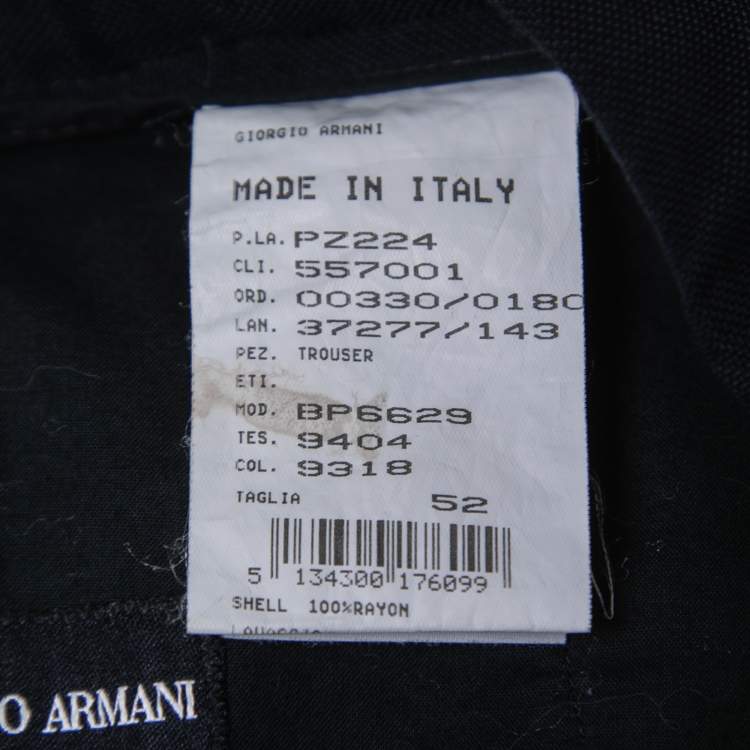 GIORGIO ARMANI
MADE IN ITALY
P.LA. PZ224
CLI. 557001
ORD. 00330/0180
LAN. 37277/143
PEZ. TROUSER
ETI.
MOD. BP6629
TES. 9404
COL. 9318
TAGLIA 52
5 134300 176099
SHELL 100%RAYON
O ARMANI